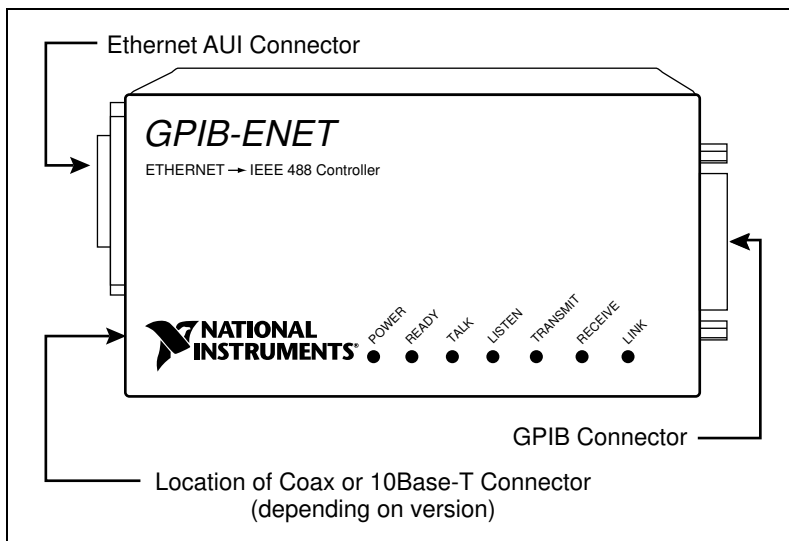 Ethernet AUI Connector
GPIB-ENET
ETHERNET → IEEE 488 Controller
NATIONAL
INSTRUMENTS®
POWER
READY
TALK
LISTEN
TRANSMIT
RECEIVE
LINK
GPIB Connector
Location of Coax or 10Base-T Connector
(depending on version)